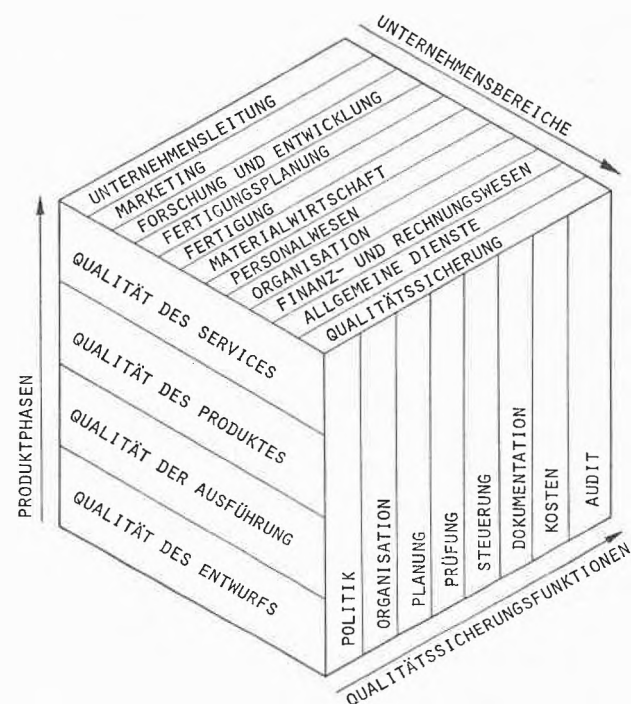 UNTERNEHMENSBEREICHE
UNTERNEHMENSLEITUNG
MARKETING
FORSCHUNG UND ENTWICKLUNG
FERTIGUNGSPLANUNG
FERTIGUNG
MATERIALWIRTSCHAFT
PERSONALWESEN
ORGANISATION
FINANZ- UND RECHNUNGSWESEN
ALLGEMEINE DIENSTE
QUALITÄTSSICHERUNG
PRODUKTPHASEN
QUALITÄT DES SERVICES
QUALITÄT DES PRODUKTES
QUALITÄT DER AUSFÜHRUNG
QUALITÄT DES ENTWURFS
POLITIK
ORGANISATION
PLANUNG
PRÜFUNG
STEUERUNG
DOKUMENTATION
KOSTEN
AUDIT
QUALITÄTSSICHERUNGSFUNKTIONEN